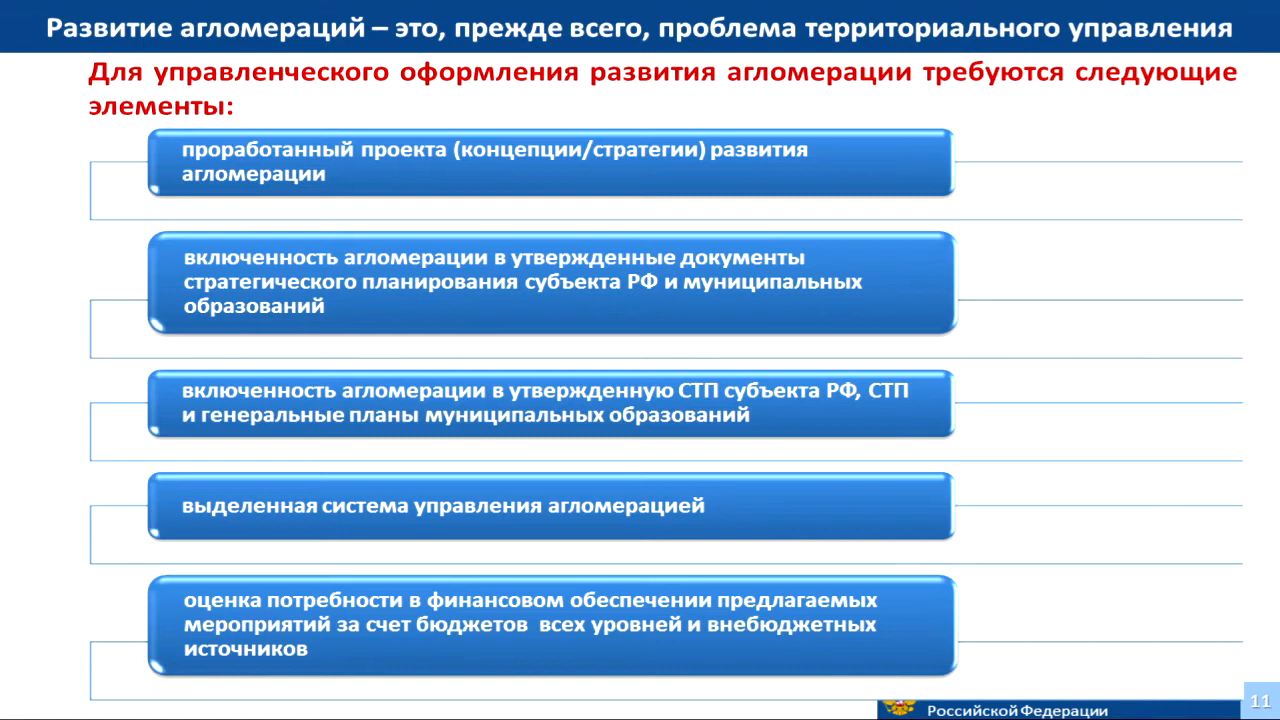 Развитие агломераций – это, прежде всего, проблема территориального управления
Для управленческого оформления развития агломерации требуются следующие
элементы:
проработанный проекта (концепции/стратегии) развития
агломерации
включенность агломерации в утвержденные документы
стратегического планирования субъекта РФ и муниципальных
образований
включенность агломерации в утвержденную СТП субъекта РФ, СТП
и генеральные планы муниципальных образований
выделенная система управления агломерацией
оценка потребности в финансовом обеспечении предлагаемых
мероприятий за счет бюджетов всех уровней и внебюджетных
источников
Российской Федерации
11